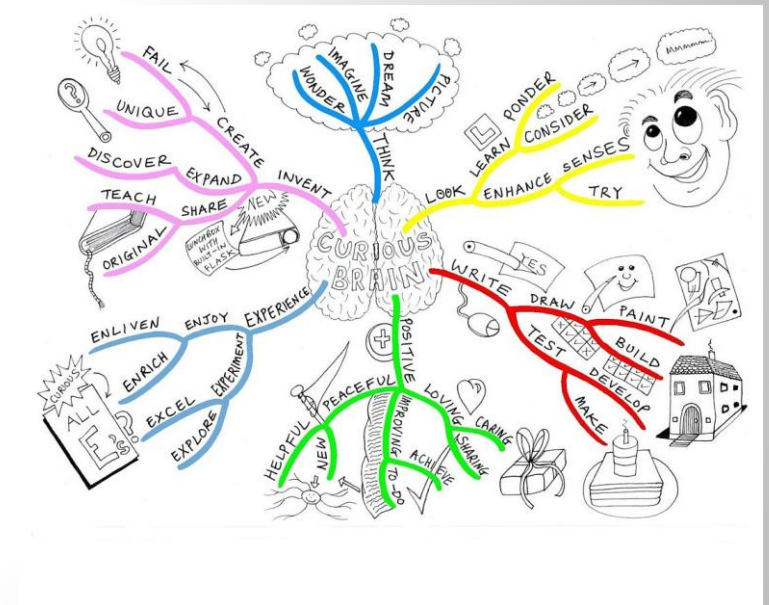 CURIOUS
BRAIN
THINK
WONDER
IMAGINE
DREAM
PICTURE
LOOK
LEARN
PONDER
CONSIDER
ENHANCE
SENSES
TRY
L
Mmmmm...
WRITE
DRAW
PAINT
BUILD
TEST
DEVELOP
MAKE
YES
POSITIVE
PEACEFUL
HELPFUL
NEW
IMPROVING
ACHIEVE
TO-DO
LOVING
CARING
SHARING
EXPERIENCE
ENJOY
ENLIVEN
ENRICH
EXPERIMENT
EXCEL
EXPLORE
CURIOUS
ALL
E's
?
INVENT
CREATE
FAIL
UNIQUE
?
EXPAND
DISCOVER
SHARE
TEACH
ORIGINAL
NEW
LUNCHBOX
WITH
BUILT-IN
FLASK